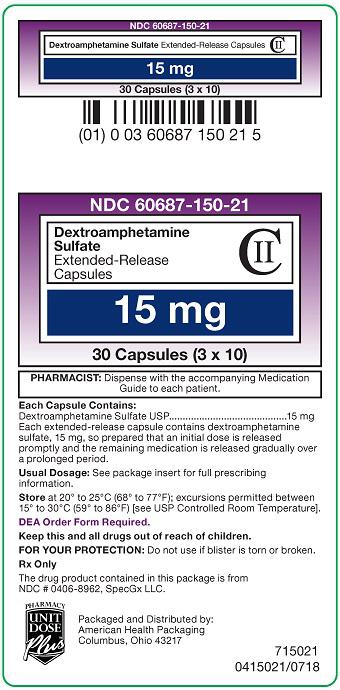 NDC 60687-150-21
Dextroamphetamine Sulfate Extended-Release Capsules CII
15 mg
30 Capsules (3 x 10)
(01) 0 03 60687 150 21 5
NDC 60687-150-21
Dextroamphetamine
Sulfate
Extended-Release
Capsules
CII
15 mg
30 Capsules (3 x 10)
PHARMACIST: Dispense with the accompanying Medication
Guide to each patient.
Each Capsule Contains:
Dextroamphetamine Sulfate USP..........................................15 mg
Each extended-release capsule contains dextroamphetamine
sulfate, 15 mg, so prepared that an initial dose is released
promptly and the remaining medication is released gradually over
a prolonged period.
Usual Dosage: See package insert for full prescribing
information.
Store at 20° to 25°C (68° to 77°F); excursions permitted between
15° to 30°C (59° to 86°F) [see USP Controlled Room Temperature].
DEA Order Form Required.
Keep this and all drugs out of reach of children.
FOR YOUR PROTECTION: Do not use if blister is torn or broken.
Rx Only
The drug product contained in this package is from
NDC # 0406-8962, SpecGx LLC.
PHARMACY
UNIT
DOSE
Plus
Packaged and Distributed by:
American Health Packaging
Columbus, Ohio 43217
715021
0415021/0718